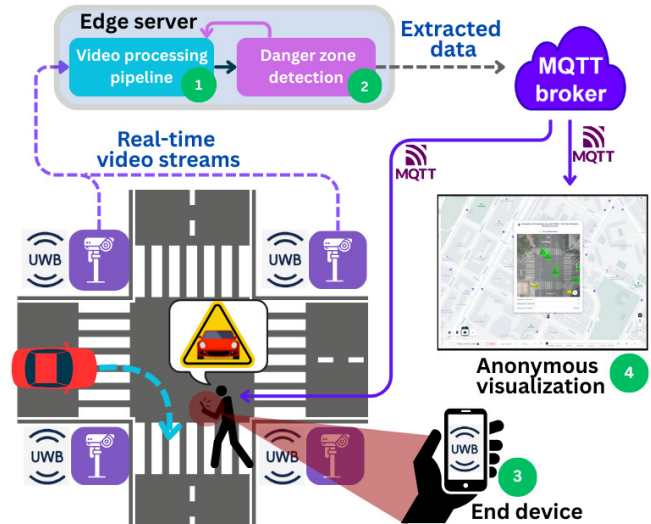 Edge server
Video processing
pipeline
1
Danger zone
detection
2
Extracted
data
MQTT
broker
Real-time
video streams
MQTT
MQTT
UWB
UWB
UWB
UWB
Anonymous
visualization
4
UWB
3
End device